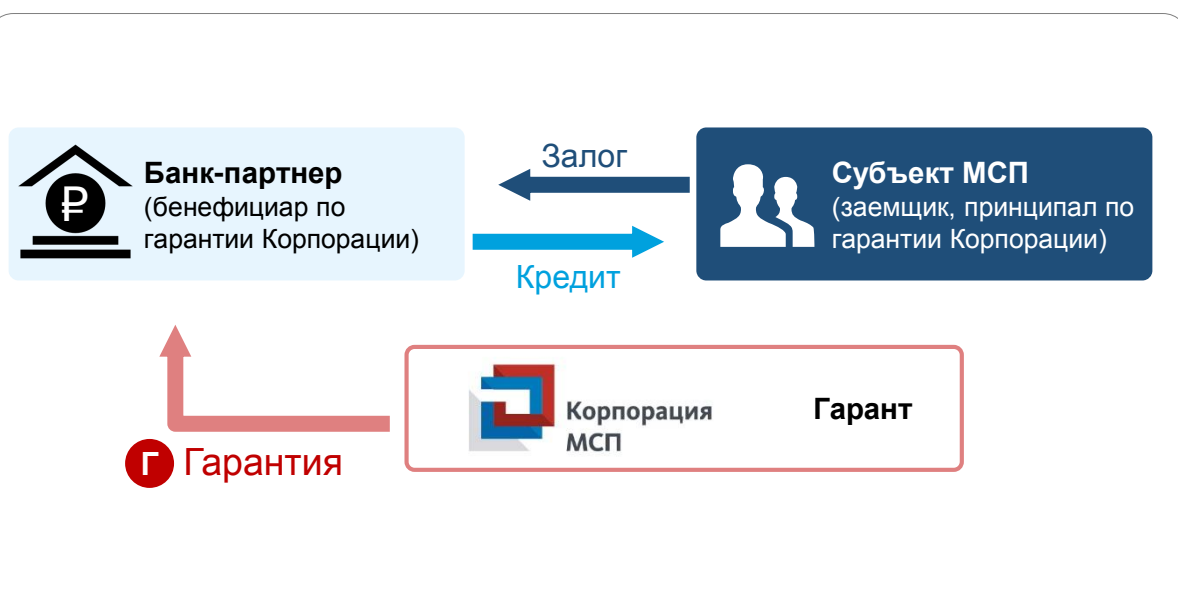 Банк-партнер
(бенефициар по
гарантии Корпорации)
Залог
Кредит
Субъект МСП
(заемщик, принципал по
гарантии Корпорации)
Корпорация
МСП
Гарант
Г Гарантия